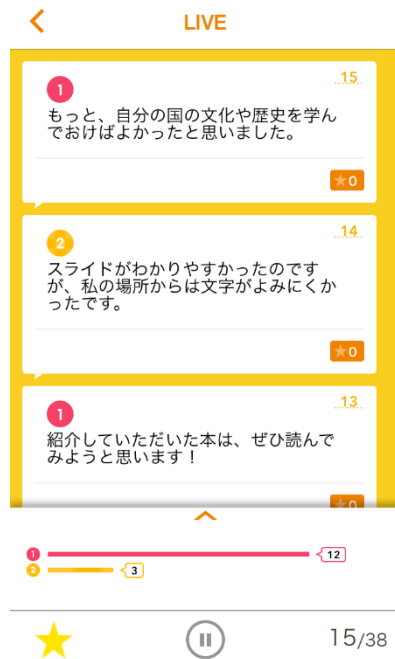 LIVE
15
1
もっと、自分の国の文化や歴史を学ん
でおけばよかったと思いました。
★0
14
2
スライドがわかりやすかったのです
が、私の場所からは文字がよみにくか
ったです。
★0
13
1
紹介していただいた本は、ぜひ読んで
みようと思います！
★0
1 12
2 3
15/38